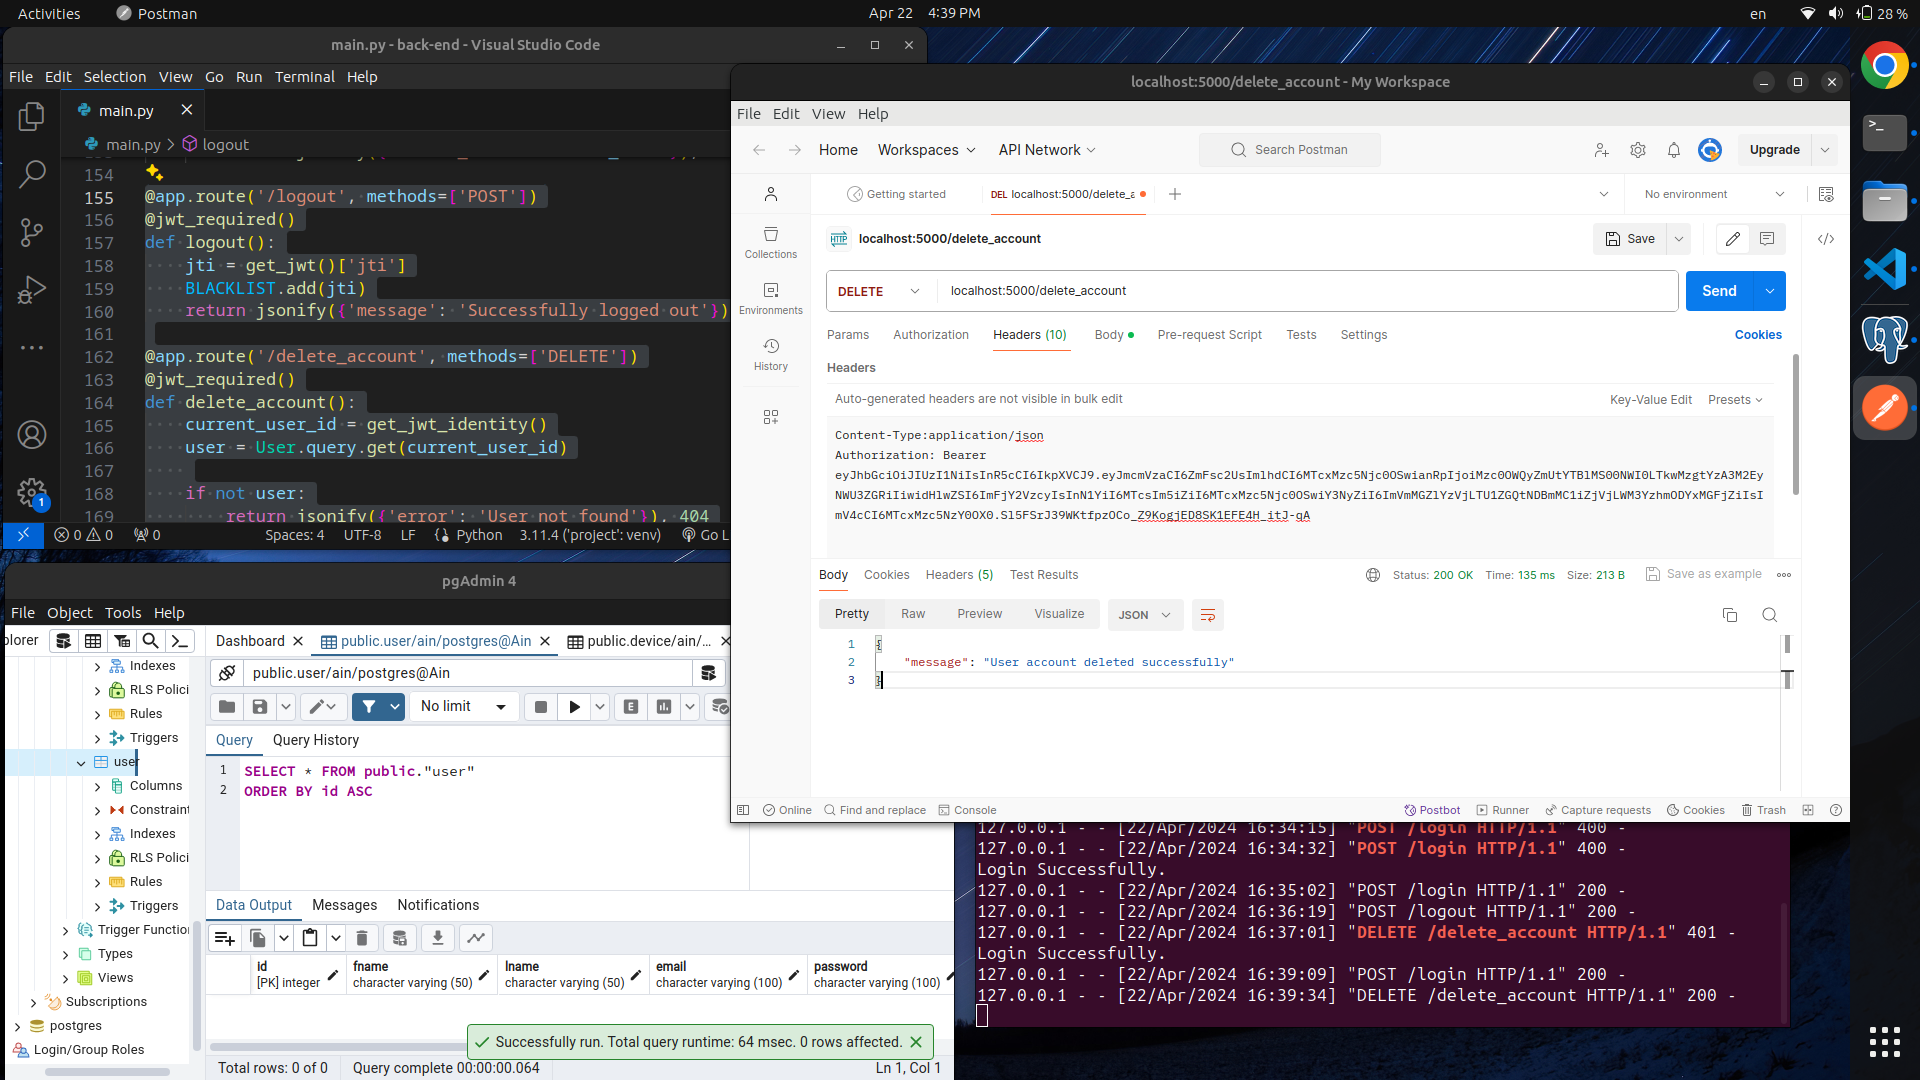 Activities
Postman
Apr 22 4:39 PM
en
28 %
main.py - back-end - Visual Studio Code
File Edit Selection View Go Run Terminal Help
main.py
main.py > logout
154
155 @app.route('/logout', methods=['POST'])
156 @jwt_required()
157 def logout():
158 jti = get_jwt()['jti']
159 BLACKLIST.add(jti)
160 return jsonify({'message': 'Successfully logged out'})
161
162 @app.route('/delete_account', methods=['DELETE'])
163 @jwt_required()
164 def delete_account():
165 current_user_id = get_jwt_identity()
166 user = User.query.get(current_user_id)
167
168 if not user:
169 return jsonify({'error': 'User not found'}), 404
1
0 0 0 Spaces: 4 UTF-8 LF Python 3.11.4 ('project': venv) Go L
localhost:5000/delete_account - My Workspace
File Edit View Help
Home Workspaces API Network Search Postman Upgrade
Getting started DEL localhost:5000/delete_a No environment
HTTP localhost:5000/delete_account Save
Collections
Environments
History
DELETE localhost:5000/delete_account Send
Params Authorization Headers (10) Body Pre-request Script Tests Settings Cookies
Headers
Auto-generated headers are not visible in bulk edit Key-Value Edit Presets
Content-Type:application/json
Authorization: Bearer
Body Cookies Headers (5) Test Results Status: 200 OK Time: 135 ms Size: 213 B Save as example
Pretty Raw Preview Visualize JSON
1 {
2 "message": "User account deleted successfully"
3 }
Online Find and replace Console Postbot Runner Capture requests Cookies Trash
pgAdmin 4
File Object Tools Help
plorer
Dashboard public.user/ain/postgres@Ain public.device/ain/...
public.user/ain/postgres@Ain
No limit
E
Query Query History
1 SELECT * FROM public."user"
2 ORDER BY id ASC
Indexes
RLS Polici
Rules
Triggers
user
Columns
Constraint
Indexes
RLS Polici
Rules
Triggers
Trigger Function
Types
Views
Subscriptions
postgres
Login/Group Roles
Data Output Messages Notifications
id fname lname email password
[PK] integer character varying (50) character varying (50) character varying (100) character varying (100)
Successfully run. Total query runtime: 64 msec. 0 rows affected.
Total rows: 0 of 0 Query complete 00:00:00.064 Ln 1, Col 1
127.0.0.1 - - [22/Apr/2024 16:34:15] "POST /login HTTP/1.1" 400 -
127.0.0.1 - - [22/Apr/2024 16:34:32] "POST /login HTTP/1.1" 400 -
Login Successfully.
127.0.0.1 - - [22/Apr/2024 16:35:02] "POST /login HTTP/1.1" 200 -
127.0.0.1 - - [22/Apr/2024 16:36:19] "POST /logout HTTP/1.1" 200 -
127.0.0.1 - - [22/Apr/2024 16:37:01] "DELETE /delete_account HTTP/1.1" 401 -
Login Successfully.
127.0.0.1 - - [22/Apr/2024 16:39:09] "POST /login HTTP/1.1" 200 -
127.0.0.1 - - [22/Apr/2024 16:39:34] "DELETE /delete_account HTTP/1.1" 200 -